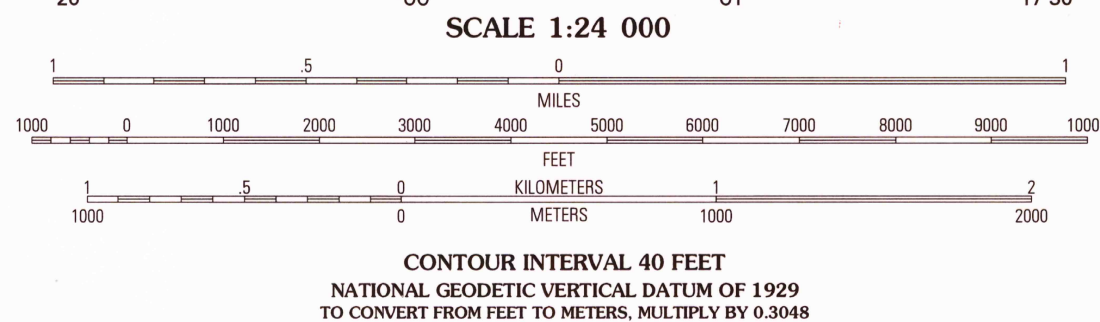 SCALE 1:24 000
1 .5 0 1
MILES
1000 0 1000 2000 3000 4000 5000 6000 7000 8000 9000 1000
FEET
1 .5 0 KILOMETERS 1 2
1000 0 METERS 1000 2000
CONTOUR INTERVAL 40 FEET
NATIONAL GEODETIC VERTICAL DATUM OF 1929
TO CONVERT FROM FEET TO METERS, MULTIPLY BY 0.3048